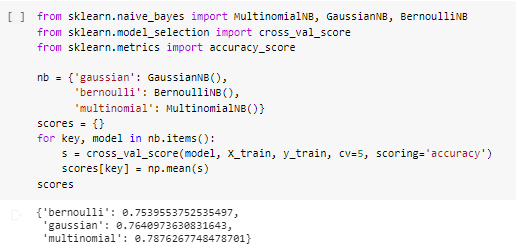 [ ] from sklearn.naive_bayes import MultinomialNB, GaussianNB, BernoulliNB
from sklearn.model_selection import cross_val_score
from sklearn.metrics import accuracy_score
nb = {'gaussian': GaussianNB(),
'bernoulli': BernoulliNB(),
'multinomial': MultinomialNB()}
scores = {}
for key, model in nb.items():
s = cross_val_score(model, X_train, y_train, cv=5, scoring='accuracy')
scores[key] = np.mean(s)
scores
{'bernoulli': 0.7539553752535497,
'gaussian': 0.7640973630831643,
'multinomial': 0.7876267748478701}